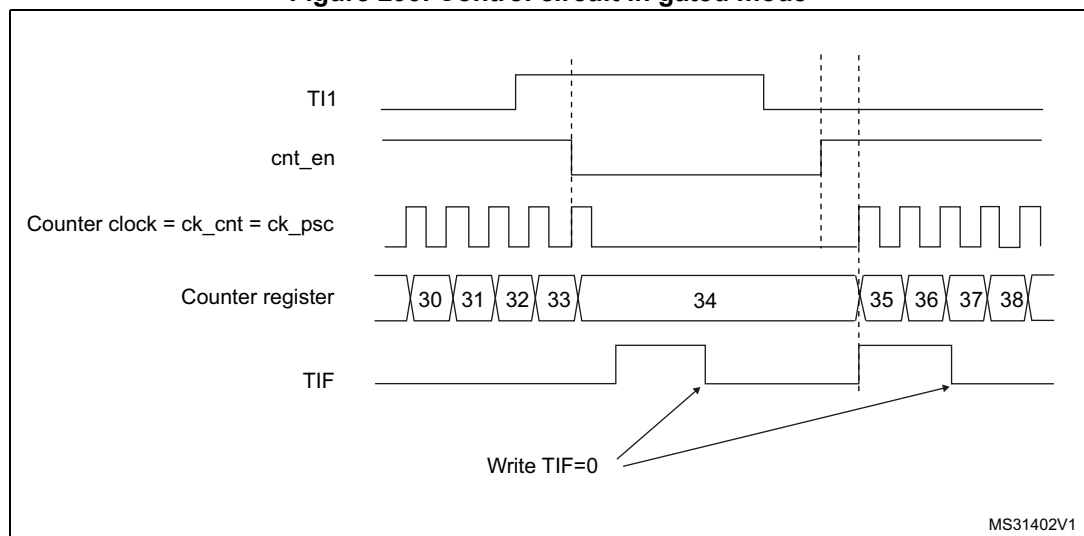 TI1
cnt_en
Counter clock = ck_cnt = ck_psc
Counter register
30 31 32 33 34 35 36 37 38
TIF
Write TIF=0
MS31402V1